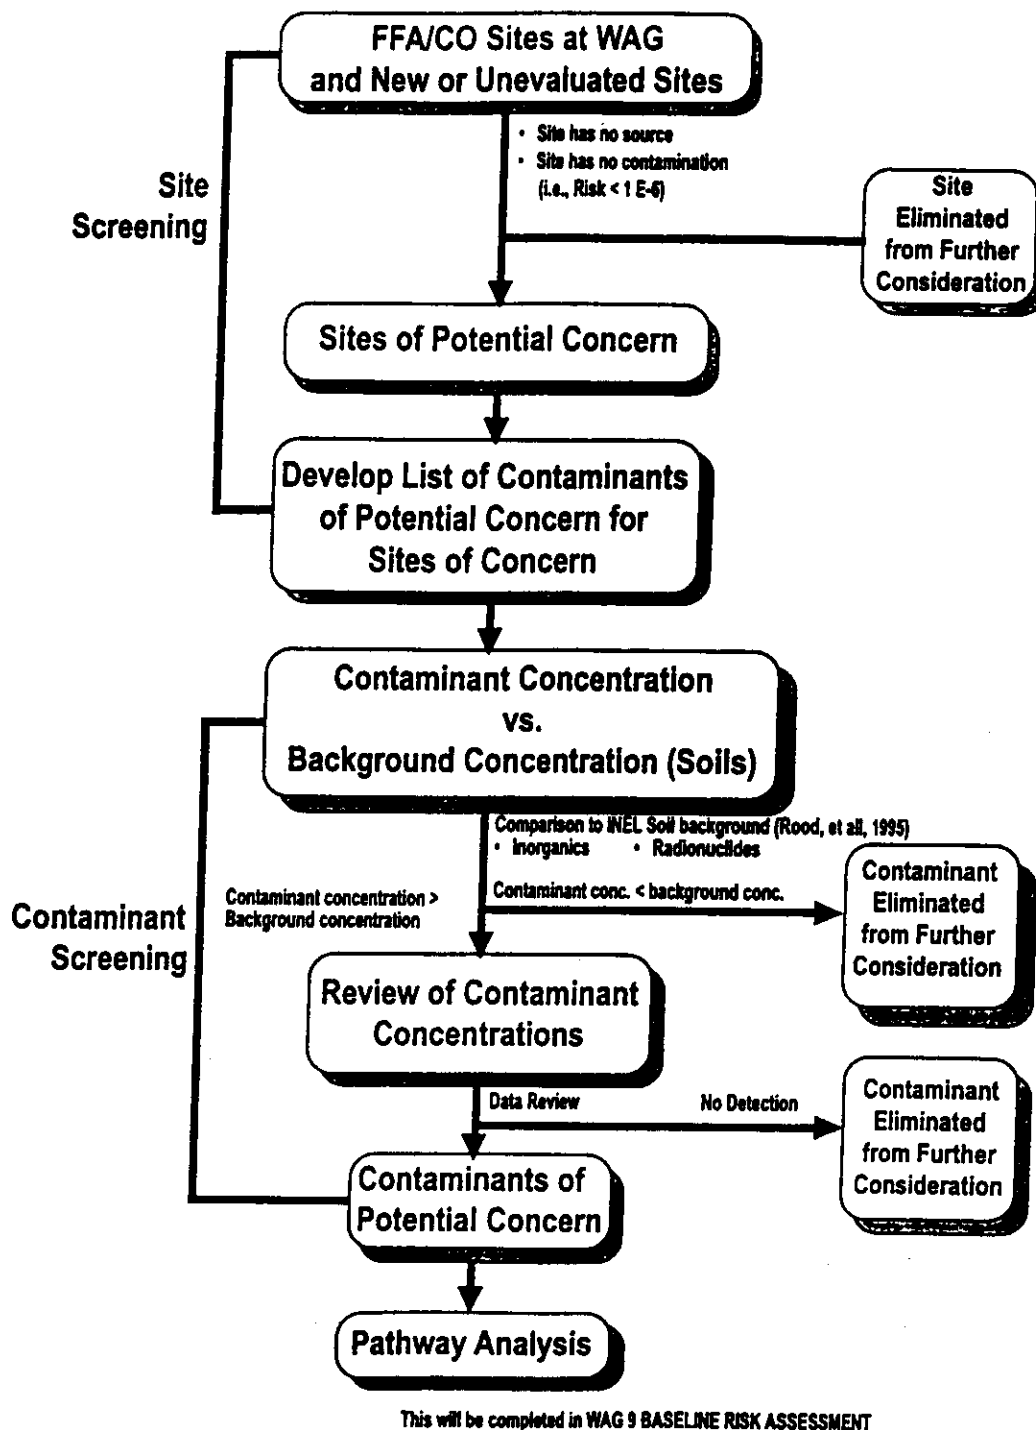 FFA/CO Sites at WAG
and New or Unevaluated Sites
• Site has no source
• Site has no contamination
(i.e., Risk < 1 E-6)
Site
Screening
Site
Eliminated
from Further
Consideration
Sites of Potential Concern
Develop List of Contaminants
of Potential Concern for
Sites of Concern
Contaminant Concentration
vs.
Background Concentration (Soils)
Comparison to INEL Soil background (Rood, et all, 1995)
• Inorganics • Radionuclides
Contaminant conc. < background conc.
Contaminant concentration >
Background concentration
Contaminant
Eliminated
from Further
Consideration
Contaminant
Screening
Review of Contaminant
Concentrations
Data Review No Detection
Contaminant
Eliminated
from Further
Consideration
Contaminants of
Potential Concern
Pathway Analysis
This will be completed in WAG 9 BASELINE RISK ASSESSMENT